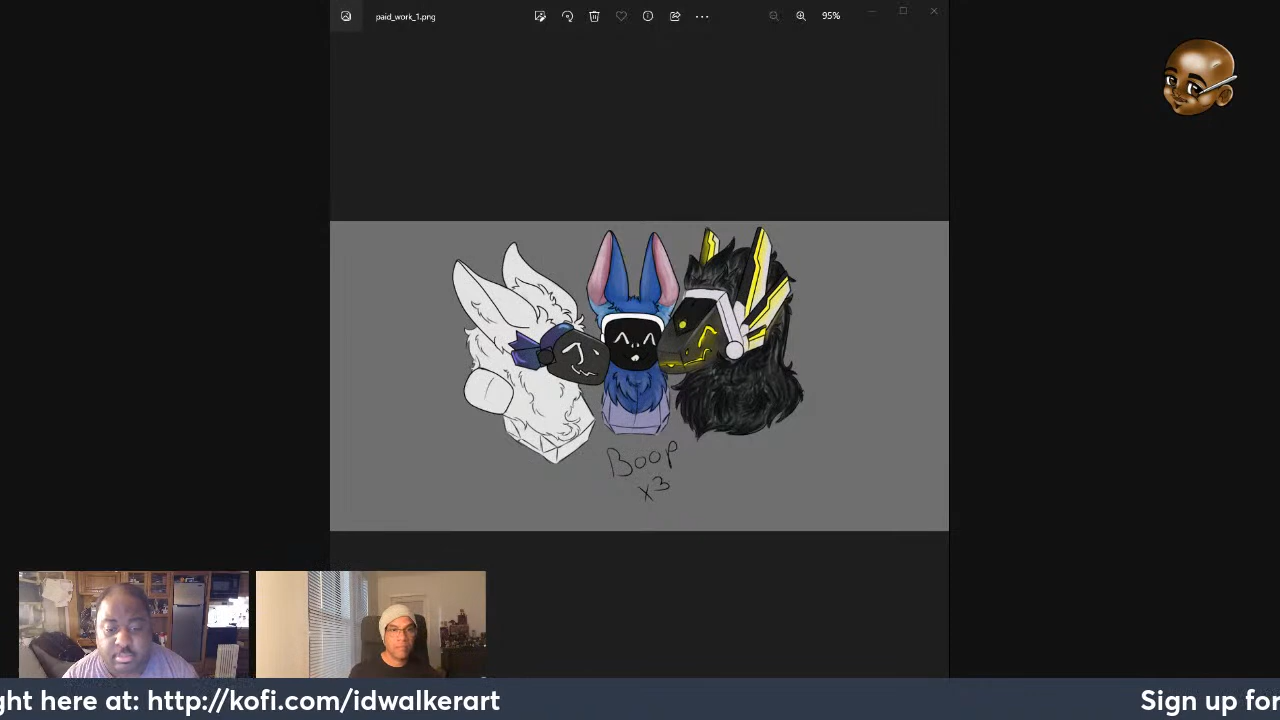 paid_work_1.png
95%
Boop
x3
ght here at: http://kofi.com/idwalkerart
Sign up for